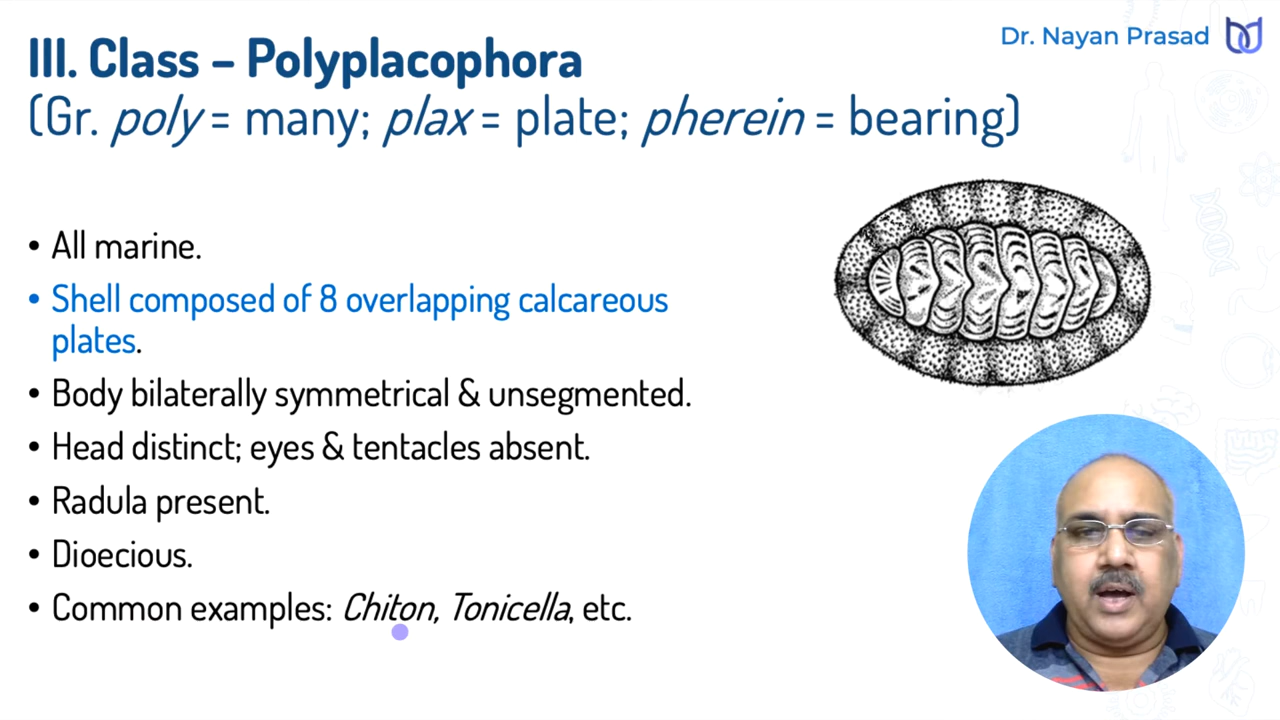 Dr. Nayan Prasad
III. Class – Polyplacophora
(Gr. poly = many; plax = plate; pherein = bearing)
• All marine.
• Shell composed of 8 overlapping calcareous
plates.
• Body bilaterally symmetrical & unsegmented.
• Head distinct; eyes & tentacles absent.
• Radula present.
• Dioecious.
• Common examples: Chiton, Tonicella, etc.